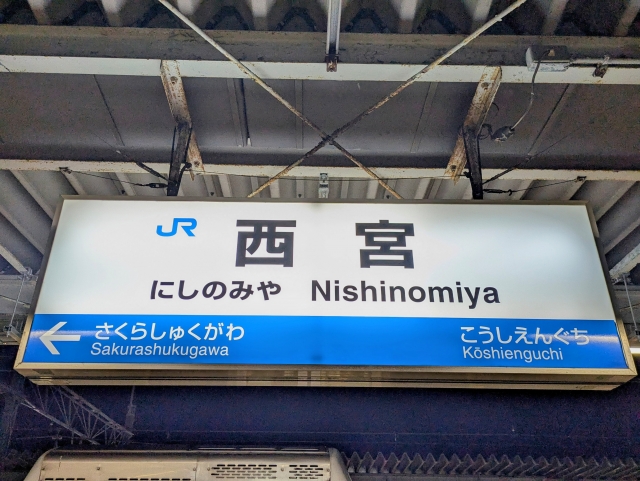 JR 西宮
にしのみや Nishinomiya
さくらしゅくがわ こうしえんぐち
Sakurashukugawa Kōshienguchi